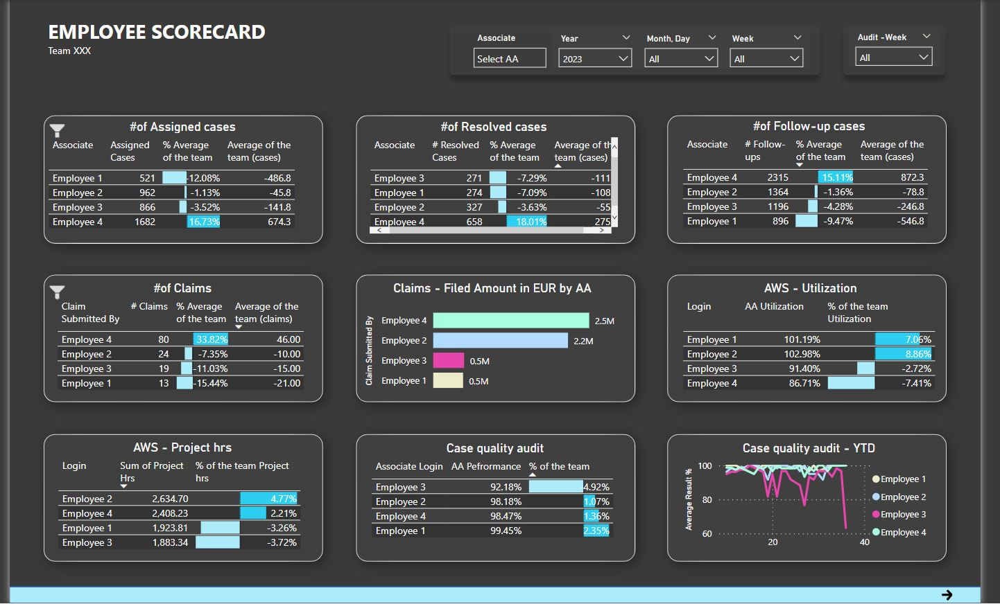 EMPLOYEE SCORECARD
Team XXX
Associate
Select AA
Year
2023
Month, Day
All
Week
All
Audit -Week
All
#of Assigned cases
Associate Assigned % Average Average of the
Cases of the team team (cases)
Employee 1 521 -12.08% -486.8
Employee 2 962 -1.13% -45.8
Employee 3 866 -3.52% -141.8
Employee 4 1682 16.73% 674.3
#of Resolved cases
Associate # Resolved % Average Average of th
Cases of the team team (cases)
Employee 3 271 -7.29% -111
Employee 1 274 -7.09% -108
Employee 2 327 -3.63% -55
Employee 4 658 18.01% 275
#of Follow-up cases
Associate # Follow- % Average Average of the
ups of the team team (cases)
Employee 4 2315 15.11% 872.3
Employee 2 1364 -1.36% -78.8
Employee 3 1196 -4.28% -246.8
Employee 1 896 -9.47% -546.8
#of Claims
Claim # Claims % Average Average of the
Submitted By of the team team (claims)
Employee 4 80 33.82% 46.00
Employee 2 24 -7.35% -10.00
Employee 3 19 -11.03% -15.00
Employee 1 13 -15.44% -21.00
Claims - Filed Amount in EUR by AA
Claim Submitted By
Employee 4 2.5M
Employee 2 2.2M
Employee 3 0.5M
Employee 1 0.5M
AWS - Utilization
Login AA Utilization % of the team
Utilization
Employee 1 101.19% 7.06%
Employee 2 102.98% 8.86%
Employee 3 91.40% -2.72%
Employee 4 86.71% -7.41%
AWS - Project hrs
Login Sum of Project % of the team Project
Hrs hrs
Employee 2 2,634.70 4.77%
Employee 4 2,408.23 2.21%
Employee 1 1,923.81 -3.26%
Employee 3 1,883.34 -3.72%
Case quality audit
Associate Login AA Pefrormance % of the team
Employee 3 92.18% -4.92%
Employee 2 98.18% 1.07%
Employee 4 98.47% 1.36%
Employee 1 99.45% 2.35%
Case quality audit - YTD
Average Result %
100
80
60
20 40
Employee 1
Employee 2
Employee 3
Employee 4